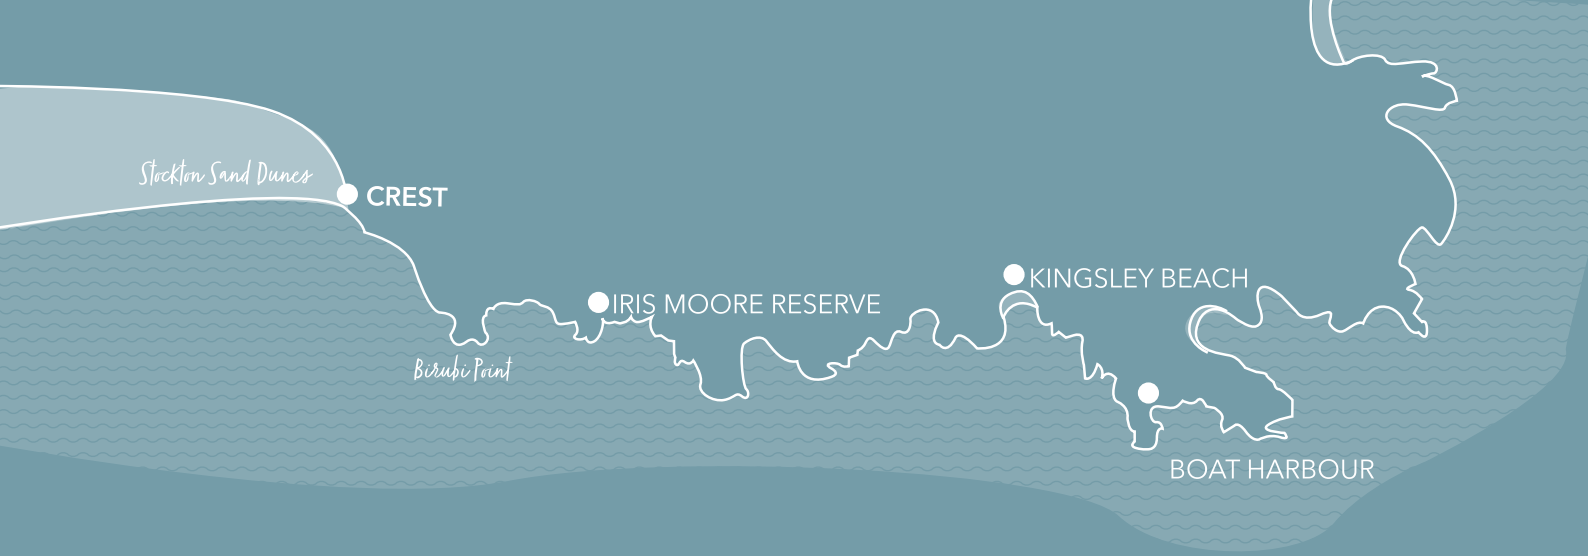 Stockton Sand Dunes
CREST
KINGSLEY BEACH
IRIS MOORE RESERVE
Birubi Point
BOAT HARBOUR